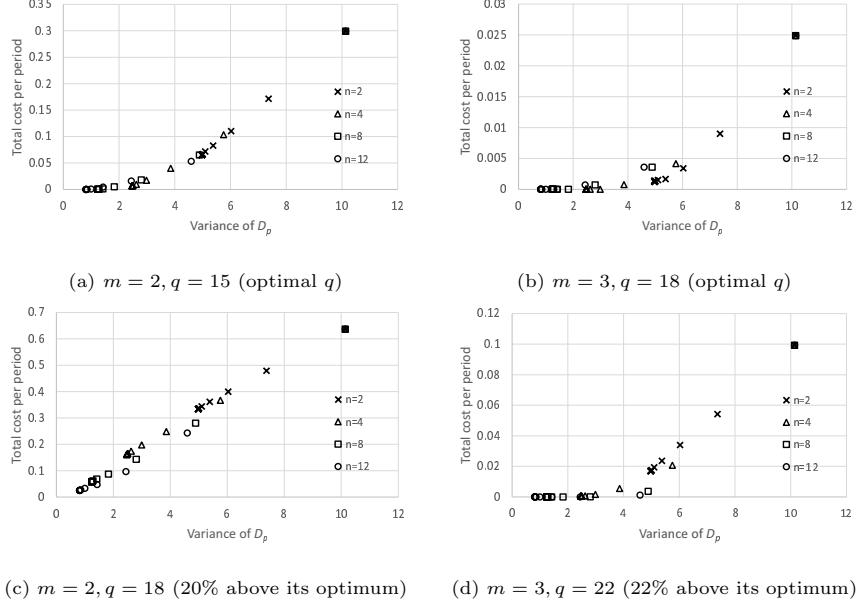 0.35
0.3
0.25
0.2
0.15
0.1
0.05
0
Total cost per period
0 2 4 6 8 10 12
Variance of Dp
n=2
n=4
n=8
n=12
(a) m = 2, q = 15 (optimal q)
0.03
0.025
0.02
0.015
0.01
0.005
0
Total cost per period
0 2 4 6 8 10 12
Variance of Dp
n=2
n=4
n=8
n=12
(b) m = 3, q = 18 (optimal q)
0.7
0.6
0.5
0.4
0.3
0.2
0.1
0
Total cost per period
0 2 4 6 8 10 12
Variance of Dp
n=2
n=4
n=8
n=12
(c) m = 2, q = 18 (20% above its optimum)
0.12
0.1
0.08
0.06
0.04
0.02
0
Total cost per period
0 2 4 6 8 10 12
Variance of Dp
n=2
n=4
n=8
n=12
(d) m = 3, q = 22 (22% above its optimum)